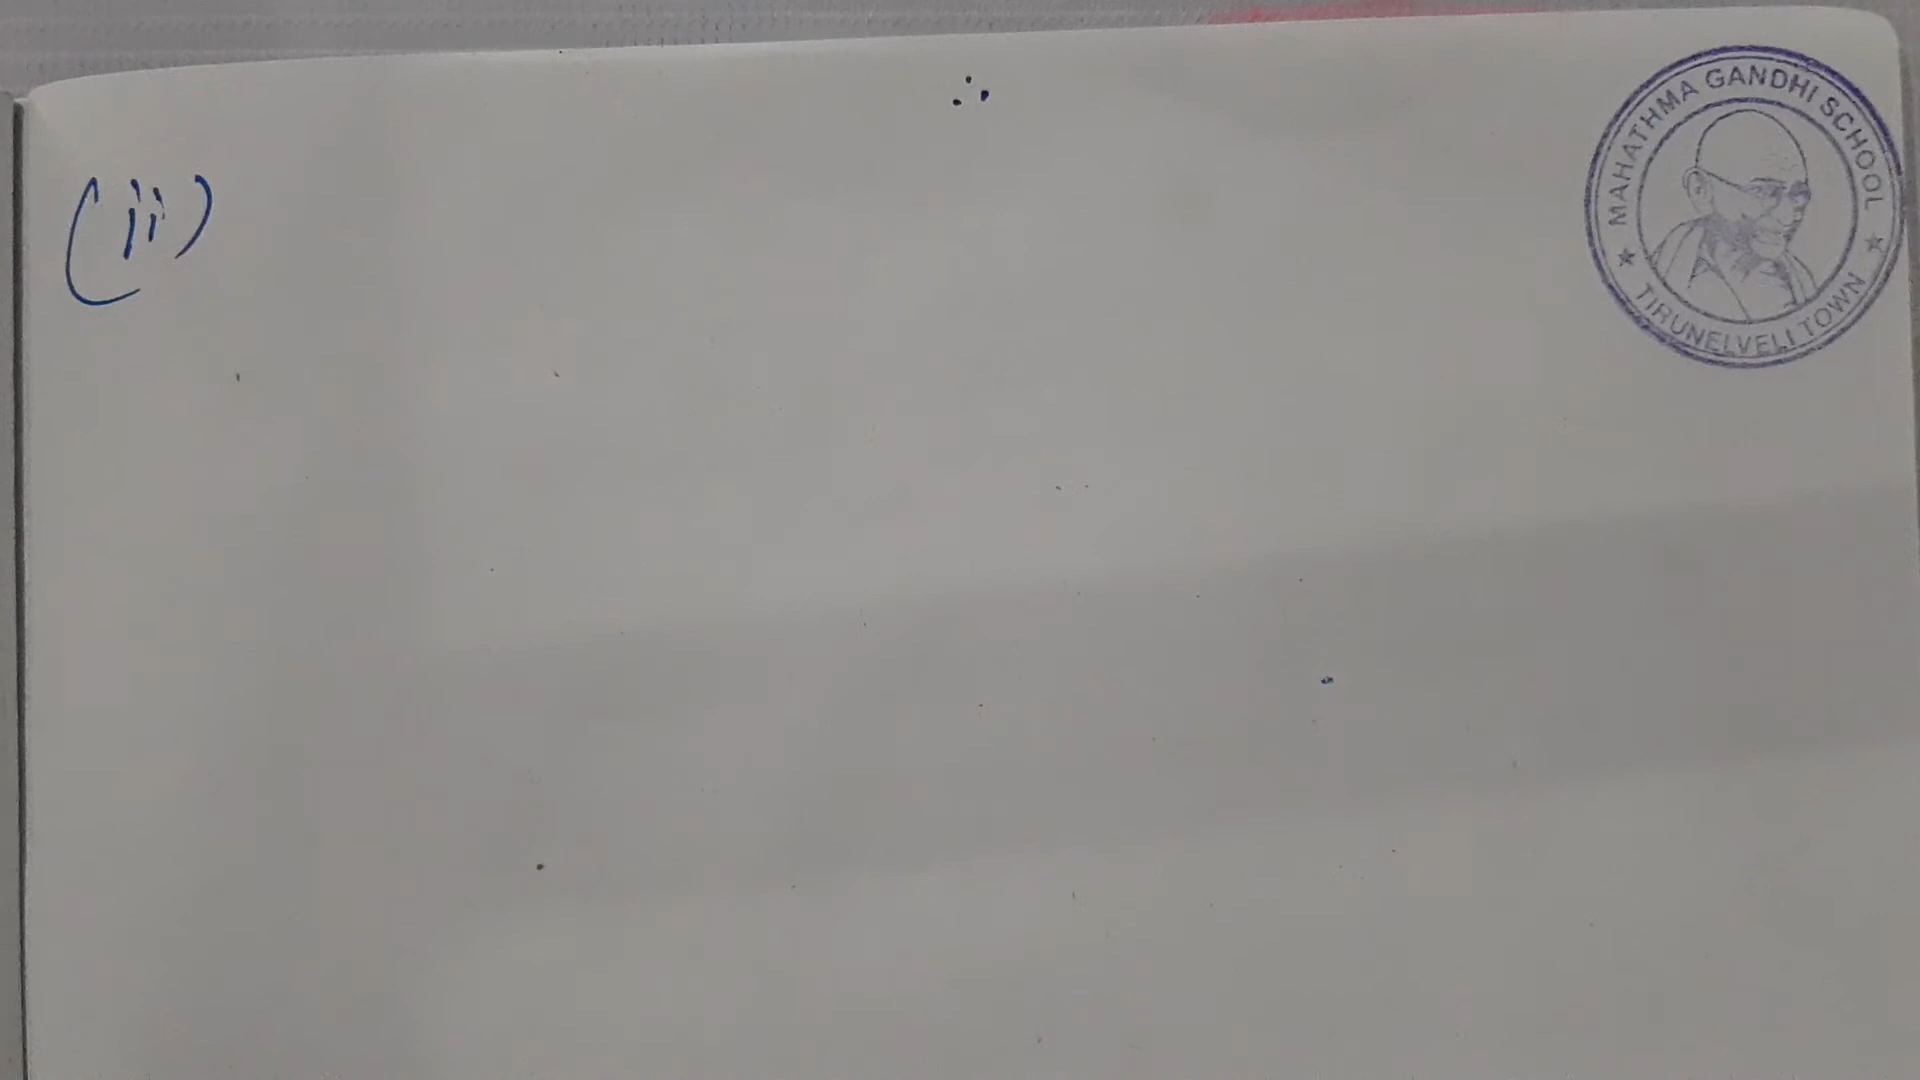 ∴
MAHATHMA GANDHI SCHOOL
(ii)
★ TIRUNELVELI TOWN ★